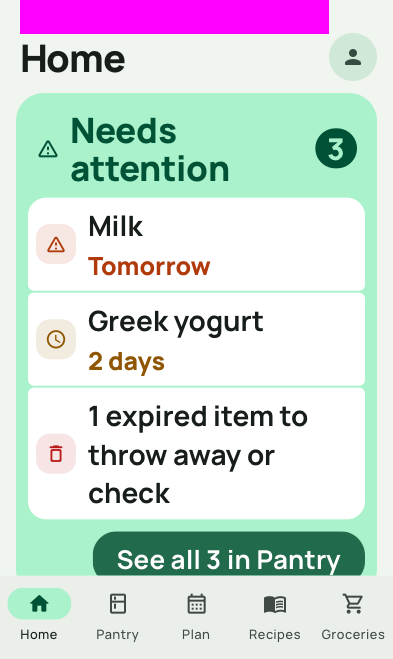 Home
Needs
attention
3
Milk
Tomorrow
Greek yogurt
2 days
1 expired item to
throw away or
check
See all 3 in Pantry
Home
Pantry
Plan
Recipes
Groceries